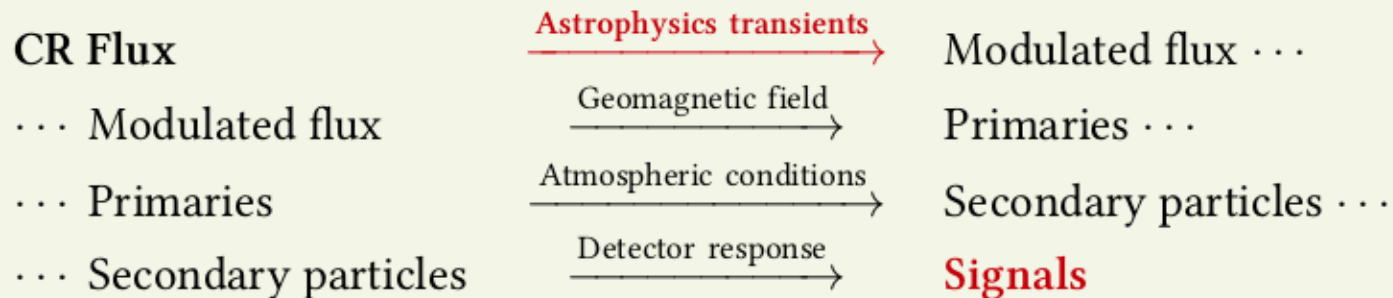 CR Flux Astrophysics transients Modulated flux · · ·
· · · Modulated flux Geomagnetic field Primaries · · ·
· · · Primaries Atmospheric conditions Secondary particles · · ·
· · · Secondary particles Detector response Signals